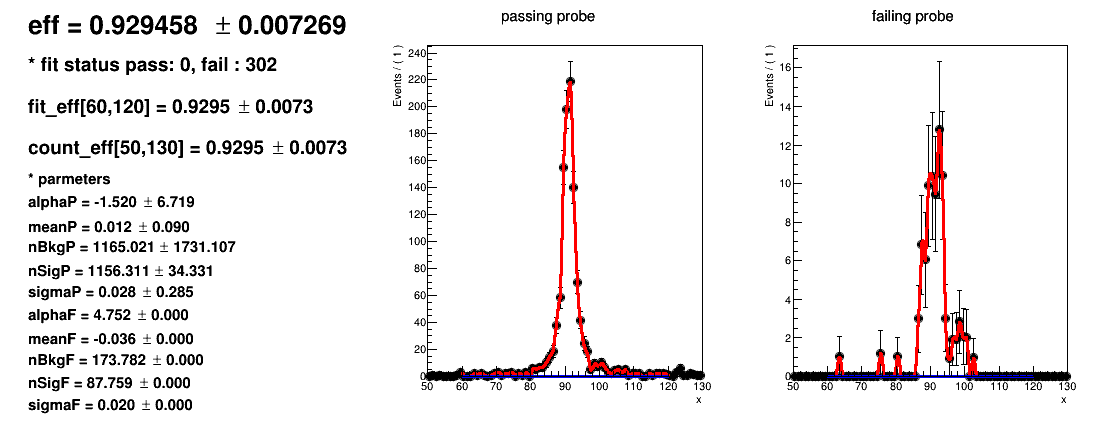 eff = 0.929458 ± 0.007269
* fit status pass: 0, fail : 302
fit_eff[60,120] = 0.9295 ± 0.0073
count_eff[50,130] = 0.9295 ± 0.0073
* parmeters
alphaP = -1.520 ± 6.719
meanP = 0.012 ± 0.090
nBkgP = 1165.021 ± 1731.107
nSigP = 1156.311 ± 34.331
sigmaP = 0.028 ± 0.285
alphaF = 4.752 ± 0.000
meanF = -0.036 ± 0.000
nBkgF = 173.782 ± 0.000
nSigF = 87.759 ± 0.000
sigmaF = 0.020 ± 0.000
passing probe
Events / ( 1 )
240
220
200
180
160
140
120
100
80
60
40
20
0
50 60 70 80 90 100 110 120 130
x
failing probe
Events / ( 1 )
16
14
12
10
8
6
4
2
0
50 60 70 80 90 100 110 120 130
x